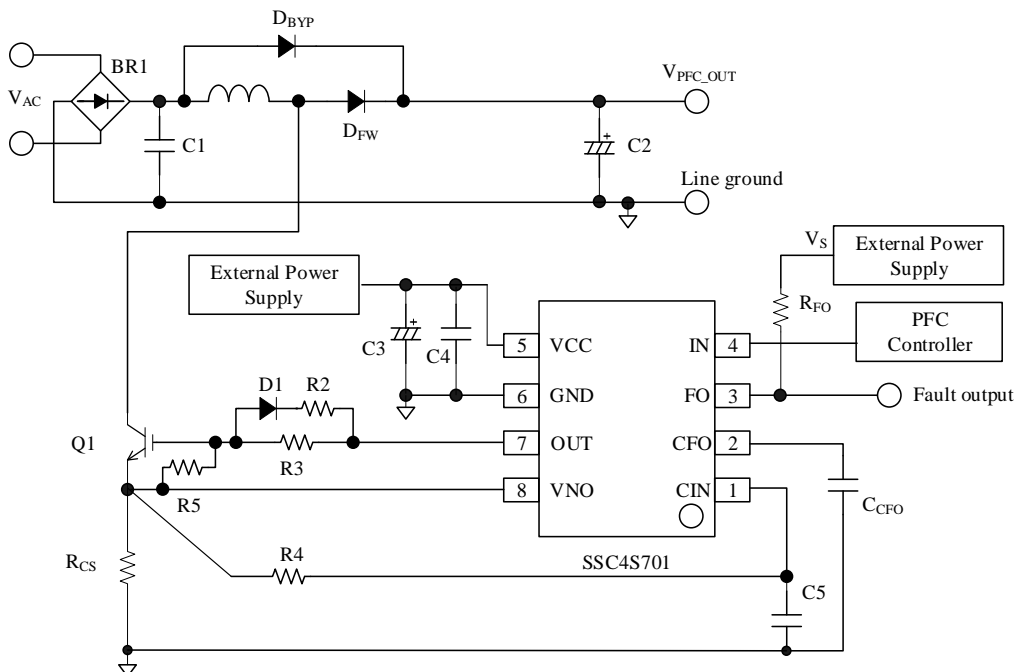 D_BYP
BR1
V_AC
V_PFC_OUT
D_FW
C1
C2
Line ground
V_S
External Power
Supply
External Power
Supply
R_FO
PFC
Controller
C3
C4
5 VCC IN 4
6 GND FO 3
Fault output
D1 R2
Q1
7 OUT CFO 2
R3
R5
8 VNO CIN 1
C_CFO
R_CS
R4
SSC4S701
C5
+
+